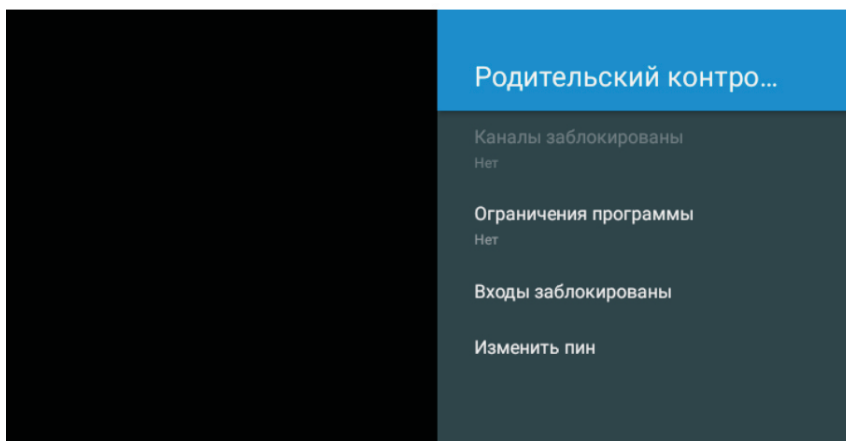 Родительский контро...
Каналы заблокированы
Нет
Ограничения программы
Нет
Входы заблокированы
Изменить пин